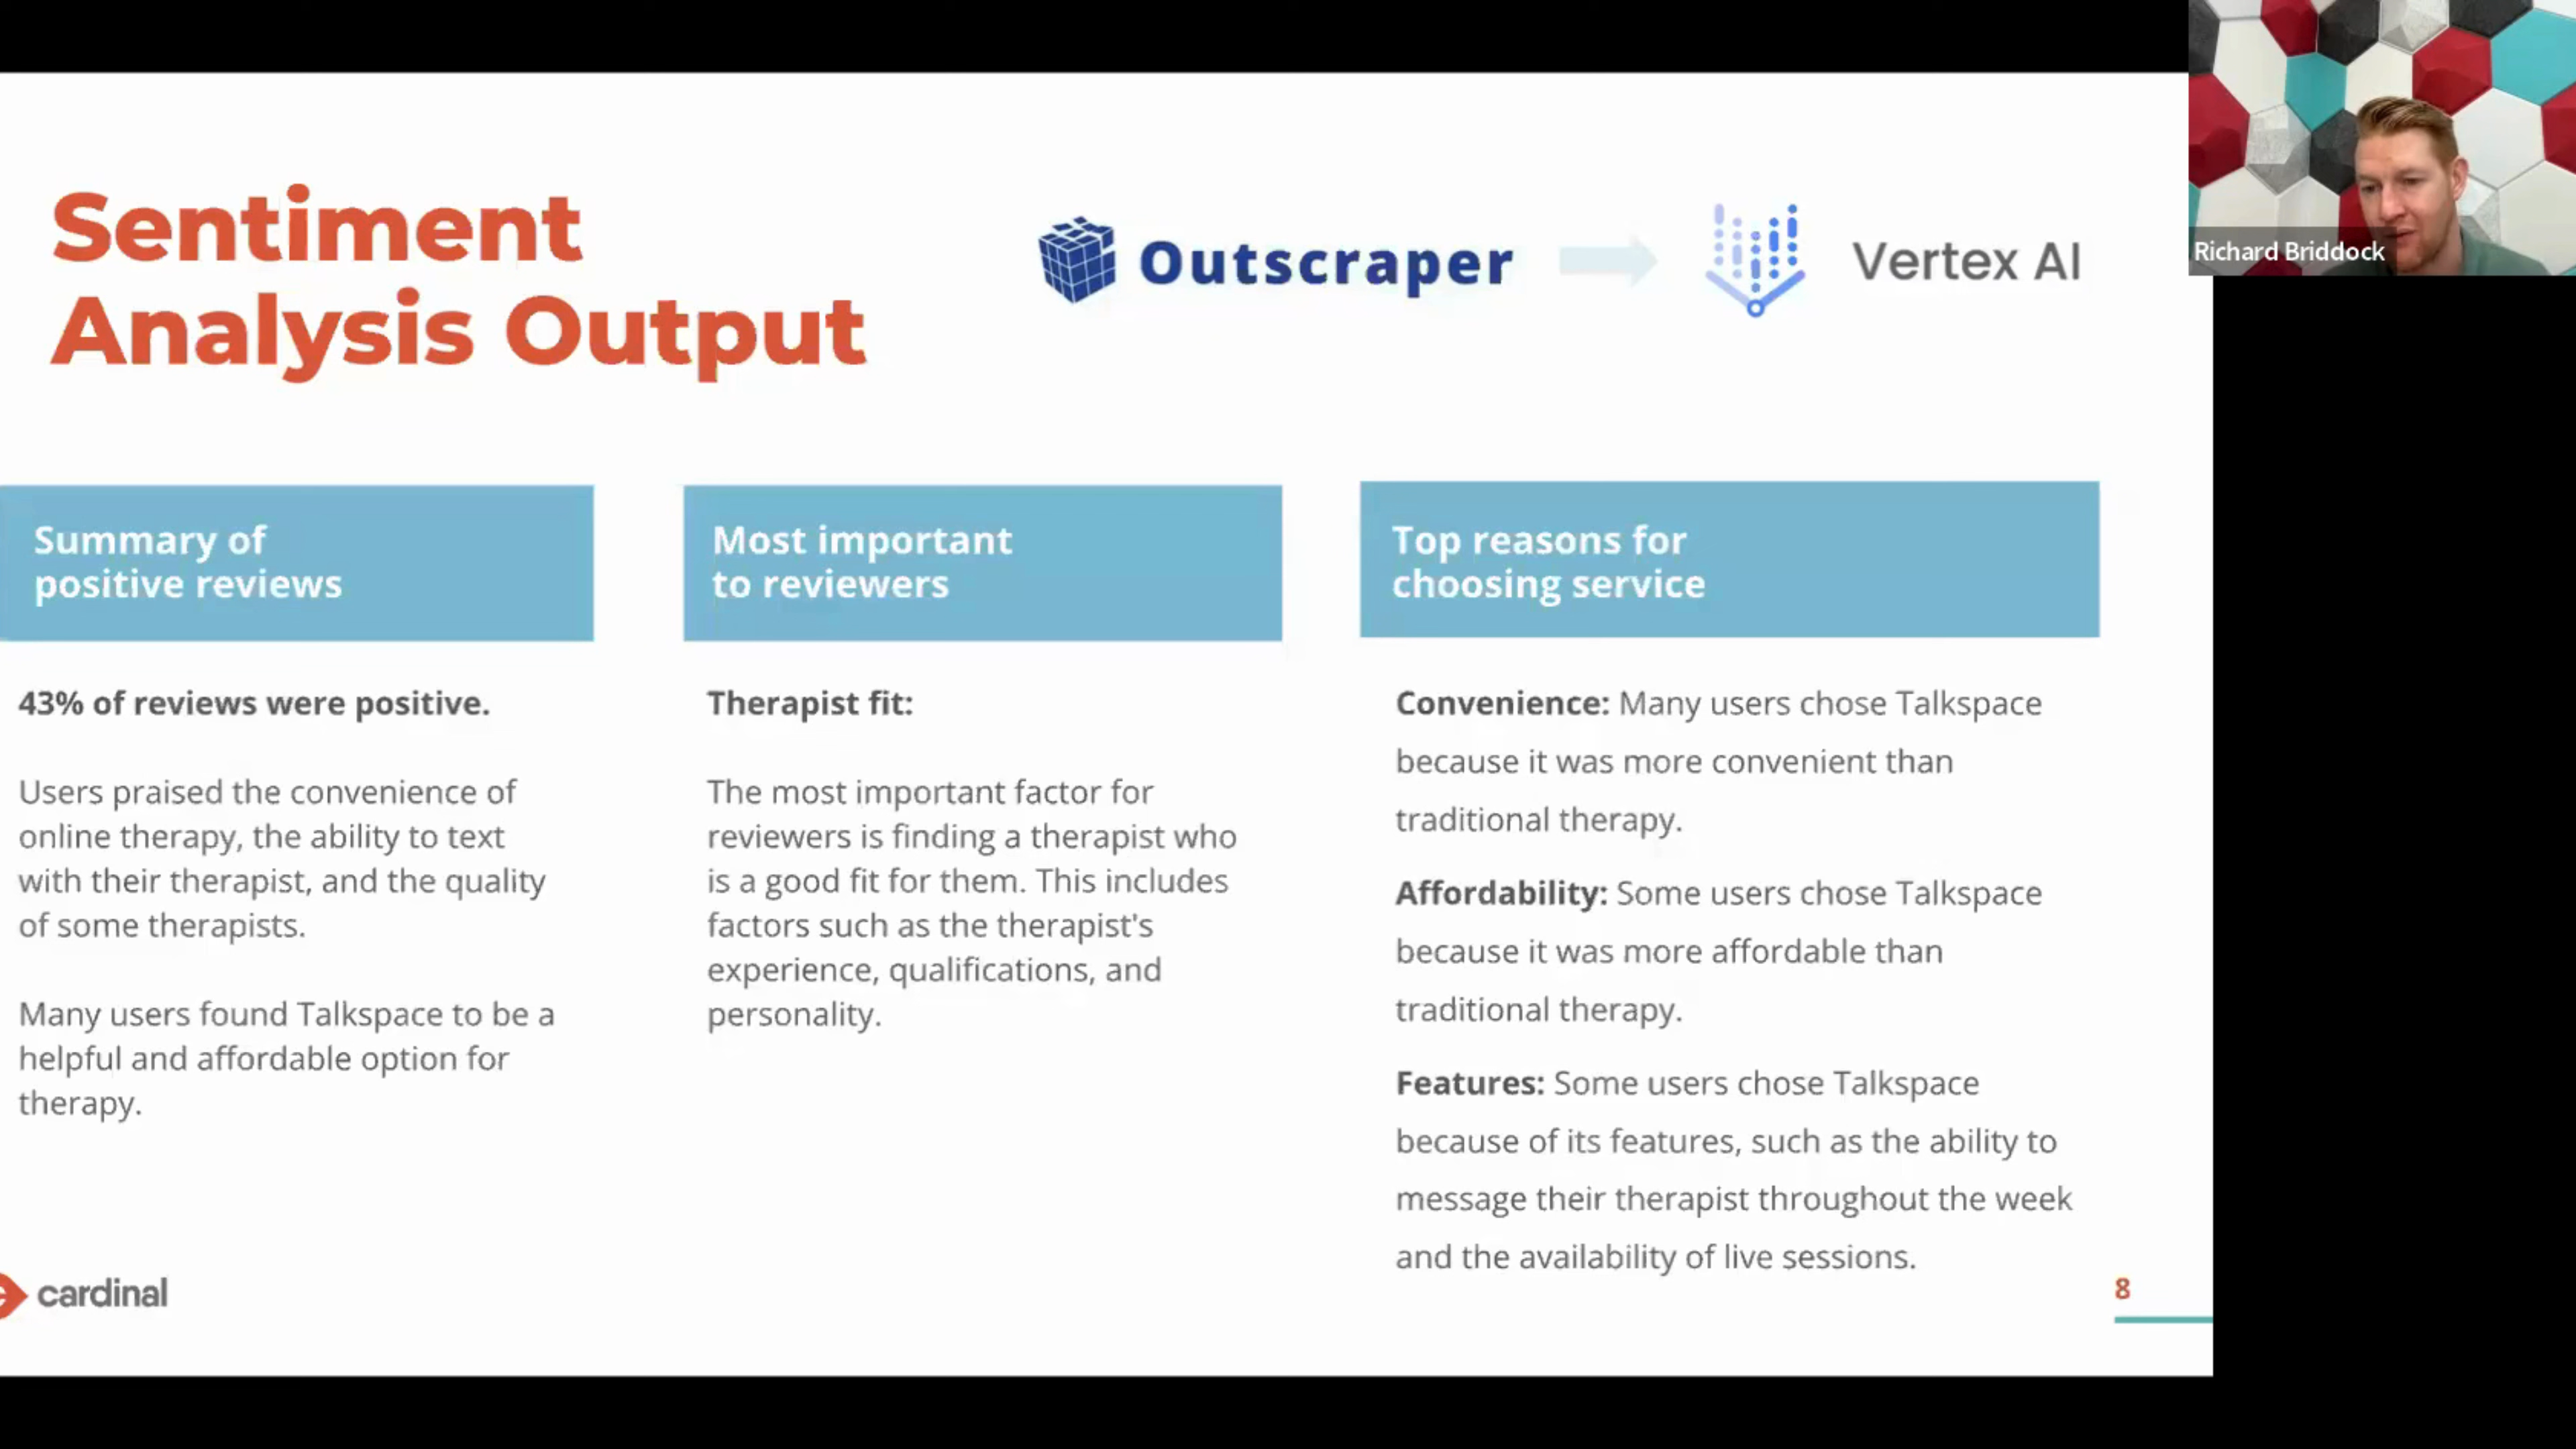 Sentiment
Analysis Output
Outscraper
Vertex AI
Richard Briddock
Summary of
positive reviews
43% of reviews were positive.
Users praised the convenience of
online therapy, the ability to text
with their therapist, and the quality
of some therapists.
Many users found Talkspace to be a
helpful and affordable option for
therapy.
Most important
to reviewers
Therapist fit:
The most important factor for
reviewers is finding a therapist who
is a good fit for them. This includes
factors such as the therapist's
experience, qualifications, and
personality.
Top reasons for
choosing service
Convenience: Many users chose Talkspace
because it was more convenient than
traditional therapy.
Affordability: Some users chose Talkspace
because it was more affordable than
traditional therapy.
Features: Some users chose Talkspace
because of its features, such as the ability to
message their therapist throughout the week
and the availability of live sessions.
cardinal
8